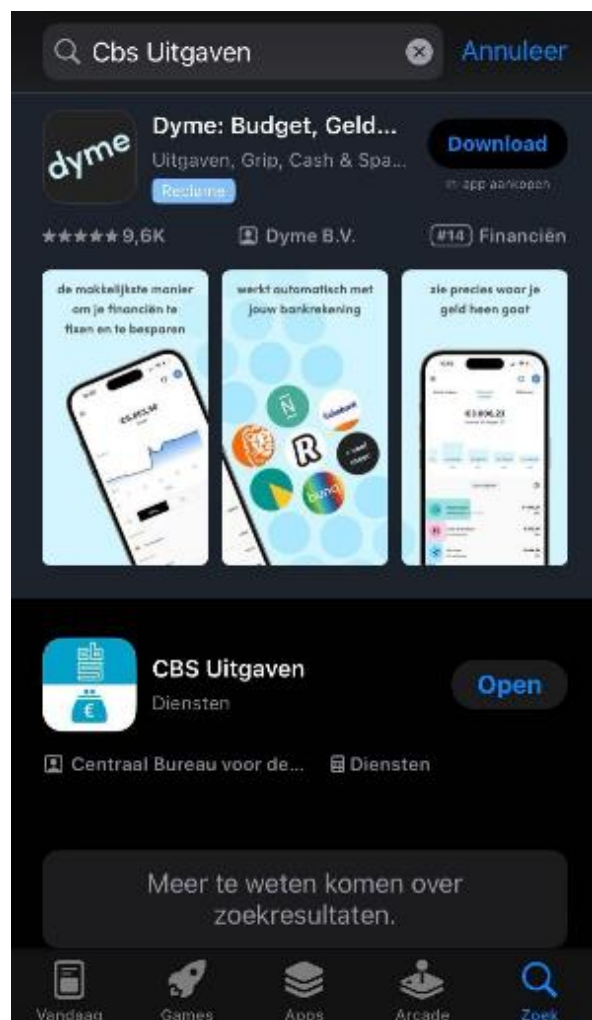 Cbs Uitgaven
Annuleer
dyme
Dyme: Budget, Geld...
Uitgaven, Grip, Cash & Spa...
Reclame
Download
in-app aankopen
9,6K
Dyme B.V.
#14 Financiën
de makkelijkste manier
om je financiën te
fixen en te besparen
werkt automatisch met
jouw bankrekening
zie precies waar je
geld heen gaat
N
Rabobank
R
bunq
CBS Uitgaven
Diensten
Open
€
Centraal Bureau voor de...
Diensten
Meer te weten komen over
zoekresultaten.
Vandaag
Games
Apps
Arcade
Zoek